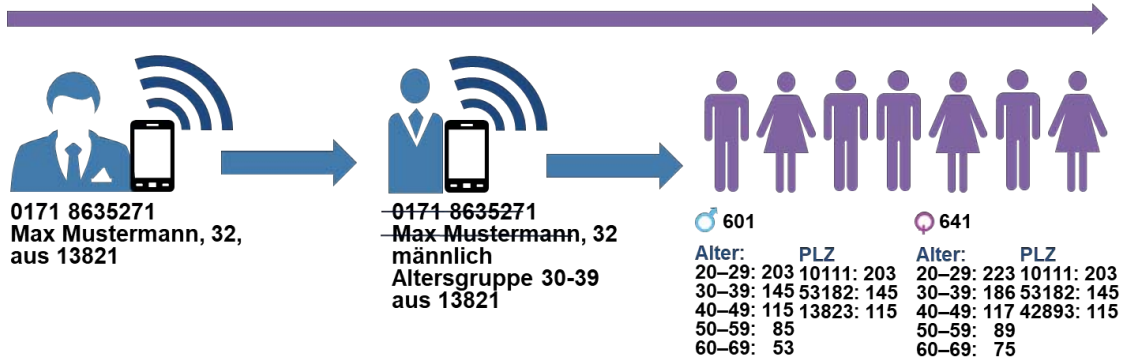 0171 8635271
Max Mustermann, 32,
aus 13821
0171 8635271
Max Mustermann, 32
männlich
Altersgruppe 30-39
aus 13821
601
Alter: PLZ
20–29: 203 10111: 203
30–39: 145 53182: 145
40–49: 115 13823: 115
50–59: 85
60–69: 53
641
Alter: PLZ
20–29: 223 10111: 203
30–39: 186 53182: 145
40–49: 117 42893: 115
50–59: 89
60–69: 75